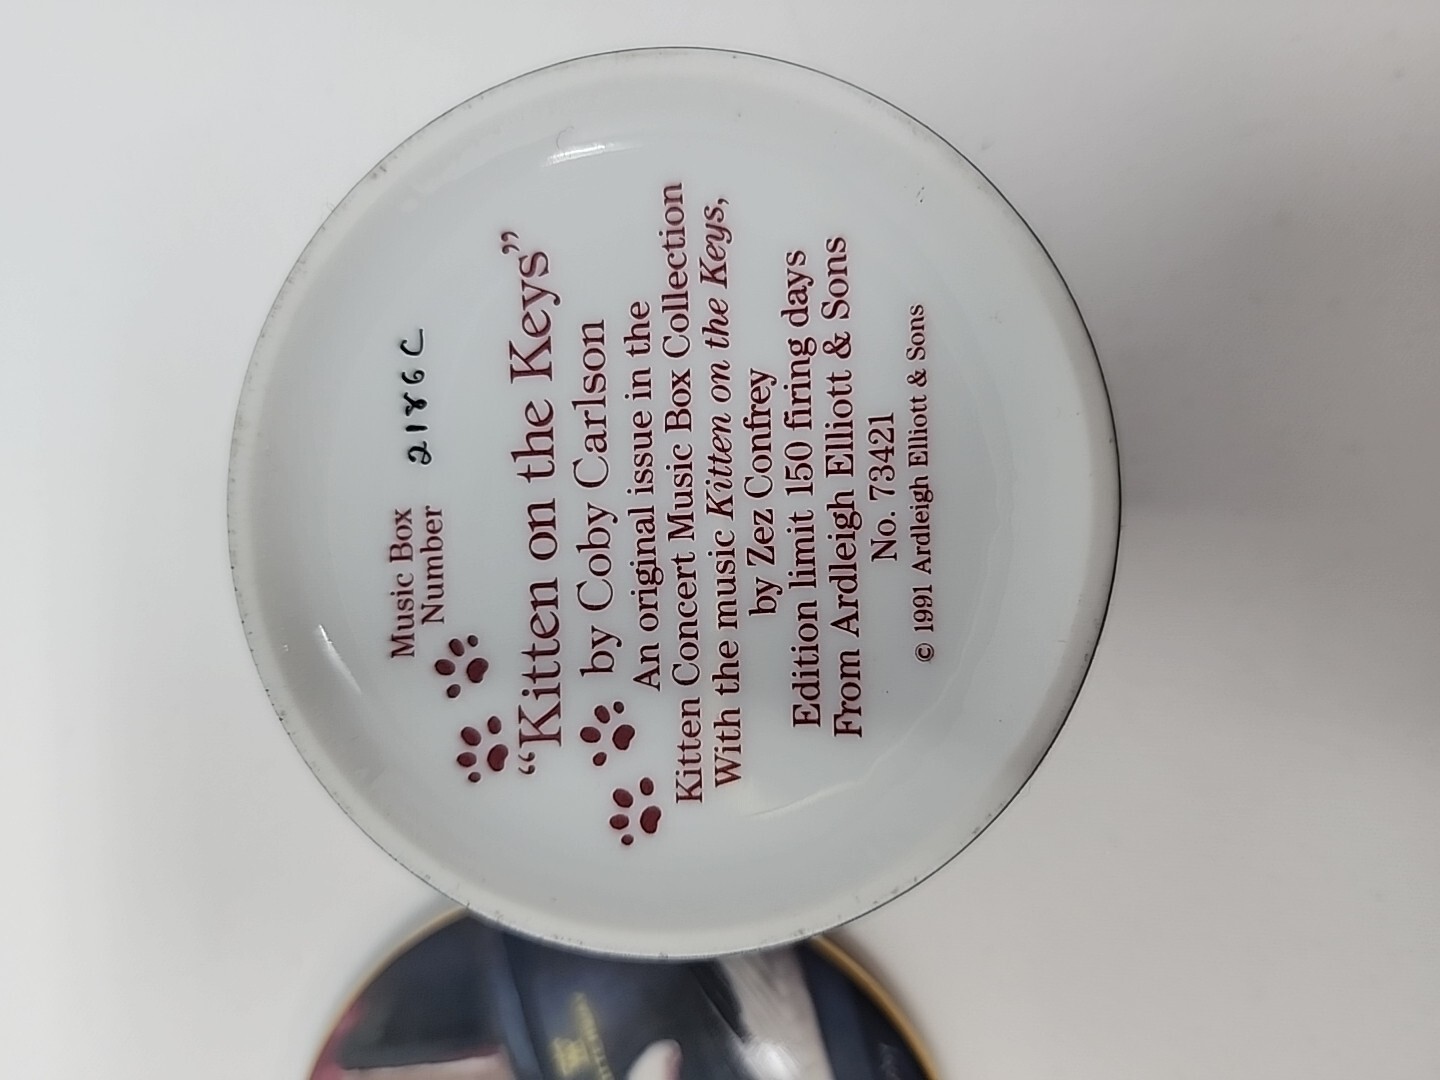 Music Box
Number 2186C
“Kitten on the Keys”
by Coby Carlson
An original issue in the
Kitten Concert Music Box Collection
With the music Kitten on the Keys,
by Zez Confrey
Edition limit 150 firing days
From Ardleigh Elliott & Sons
No. 73421
© 1991 Ardleigh Elliott & Sons